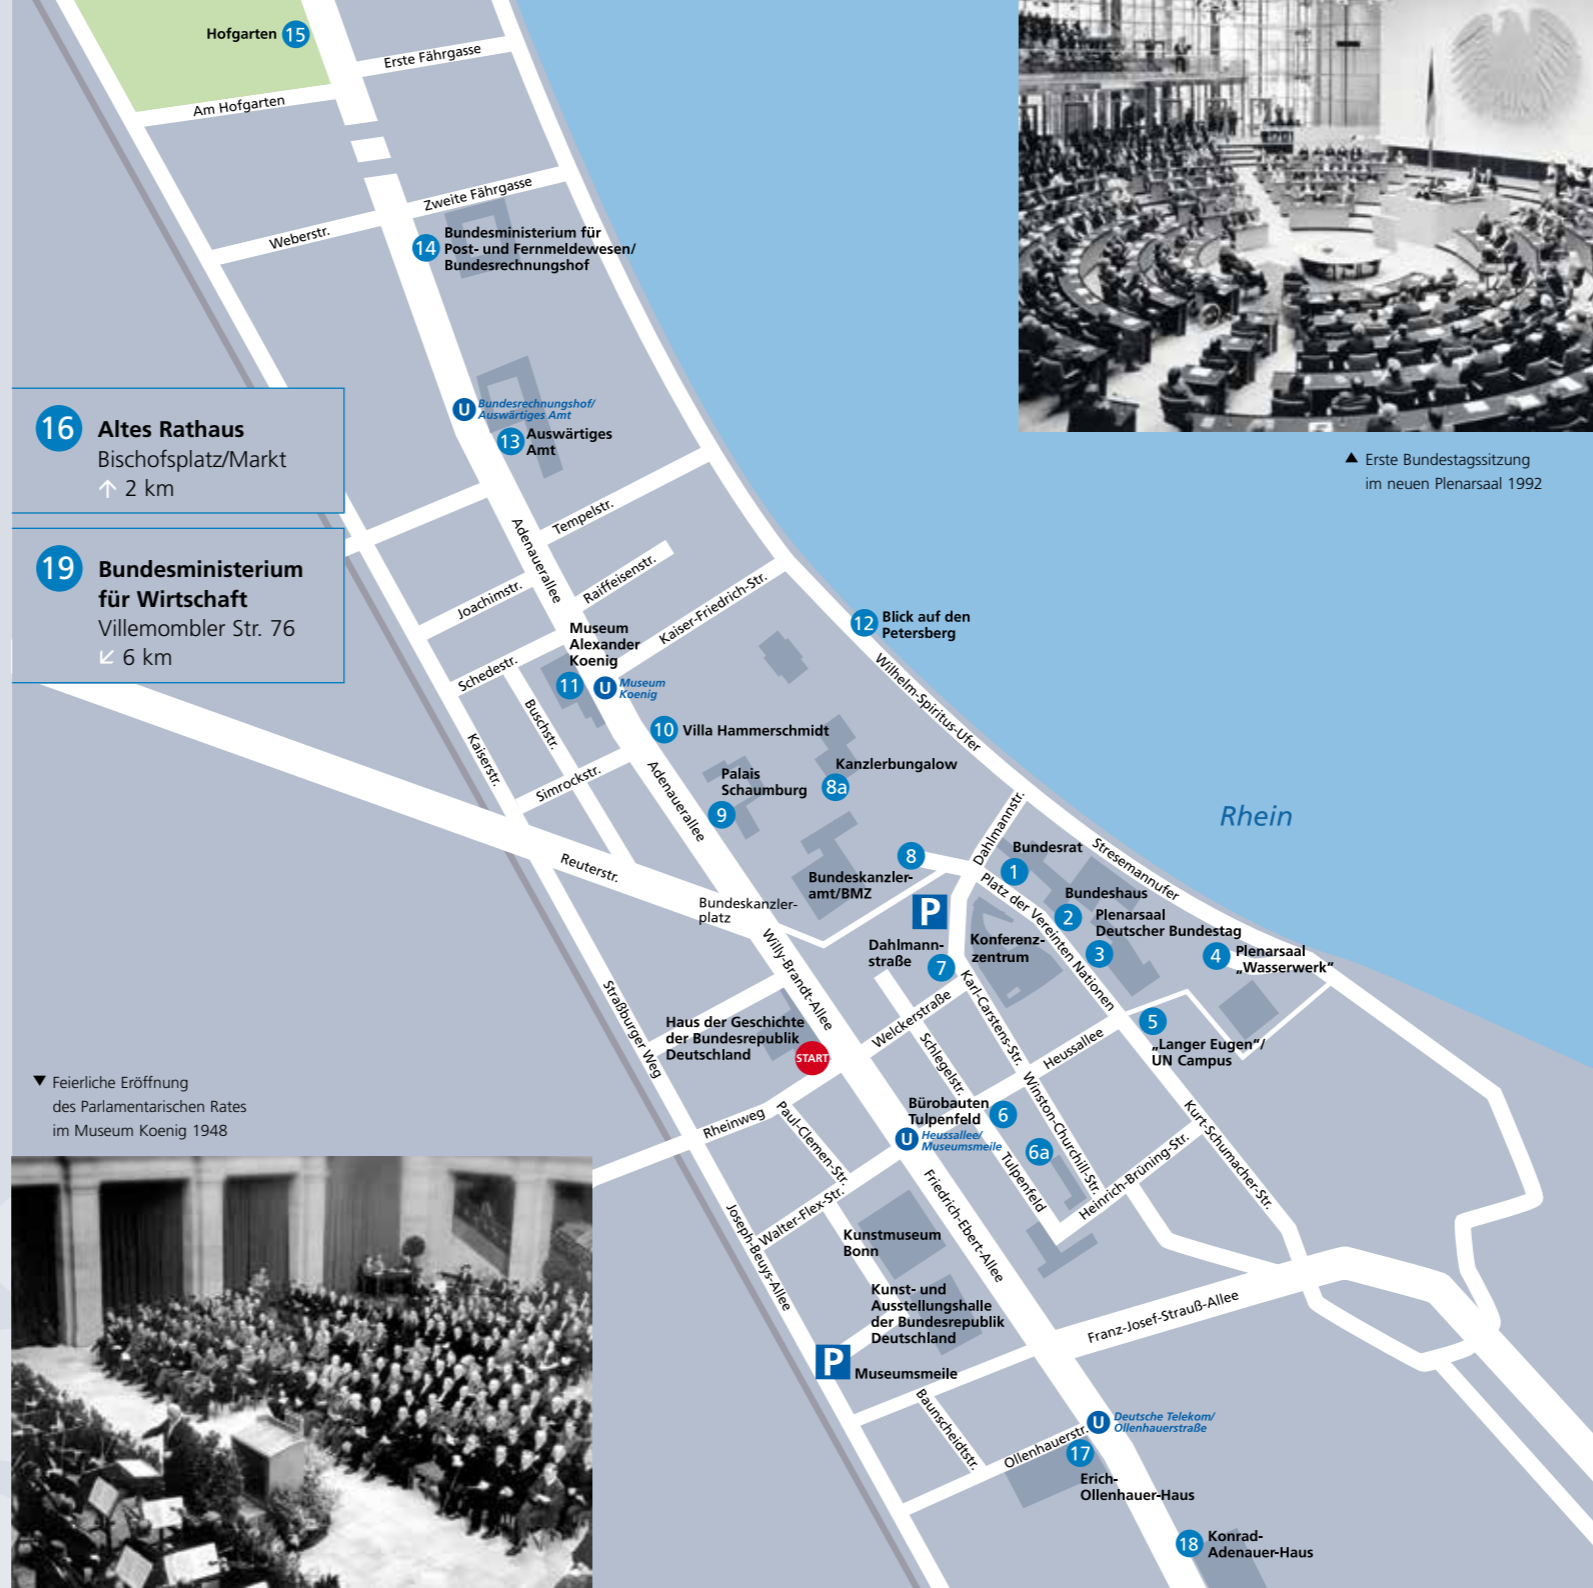 Hofgarten 15
Erste Fährgasse
Am Hofgarten
Zweite Fährgasse
Weberstr.
14 Bundesministerium für
Post- und Fernmeldewesen/
Bundesrechnungshof
U Bundesrechnungshof/
Auswärtiges Amt
13 Auswärtiges
Amt
16 Altes Rathaus
Bischofsplatz/Markt
↑ 2 km
19 Bundesministerium
für Wirtschaft
Villemombler Str. 76
↙ 6 km
▲ Erste Bundestagssitzung
im neuen Plenarsaal 1992
Tempelstr.
Adenauerallee
Raiffeisenstr.
Joachimstr.
Kaiser-Friedrich-Str.
Museum
Alexander
Koenig
11
U Museum
Koenig
Schedestr.
Buschstr.
Kaiserstr.
Simrockstr.
12 Blick auf den
Petersberg
Wilhelm-Spiritus-Ufer
10 Villa Hammerschmidt
Adenauerallee
Palais
Schaumburg
9
Kanzlerbungalow
8a
Rhein
Dahlmannstr.
Stresemannufer
Reuterstr.
Bundeskanzler-
platz
8
Bundeskanzler-
amt/BMZ
P
Bundesrat
1
Platz der Vereinten Nationen
Bundeshaus
2
Plenarsaal
Deutscher Bundestag
3
4 Plenarsaal
„Wasserwerk“
Dahlmann-
straße
7
Konferenz-
zentrum
Willy-Brandt-Allee
Karl-Carstens-Str.
Welckerstraße
Straßburger Weg
Haus der Geschichte
der Bundesrepublik
Deutschland
START
Schlegelstr.
Heussallee
5
„Langer Eugen“/
UN Campus
▼ Feierliche Eröffnung
des Parlamentarischen Rates
im Museum Koenig 1948
Rheinweg
Paul-Clemen-Str.
Bürobauten
Tulpenfeld
6
U Heussallee/
Museumsmeile
6a
Winston-Churchill-Str.
Kurt-Schumacher-Str.
Heinrich-Brüning-Str.
Tulpenfeld
Walter-Flex-Str.
Joseph-Beuys-Allee
Friedrich-Ebert-Allee
Kunstmuseum
Bonn
Kunst- und
Ausstellungshalle
der Bundesrepublik
Deutschland
Franz-Josef-Strauß-Allee
P Museumsmeile
Baunscheidtstr.
Ollenhauerstr.
U Deutsche Telekom/
Ollenhauerstraße
17
Erich-
Ollenhauer-Haus
18 Konrad-
Adenauer-Haus